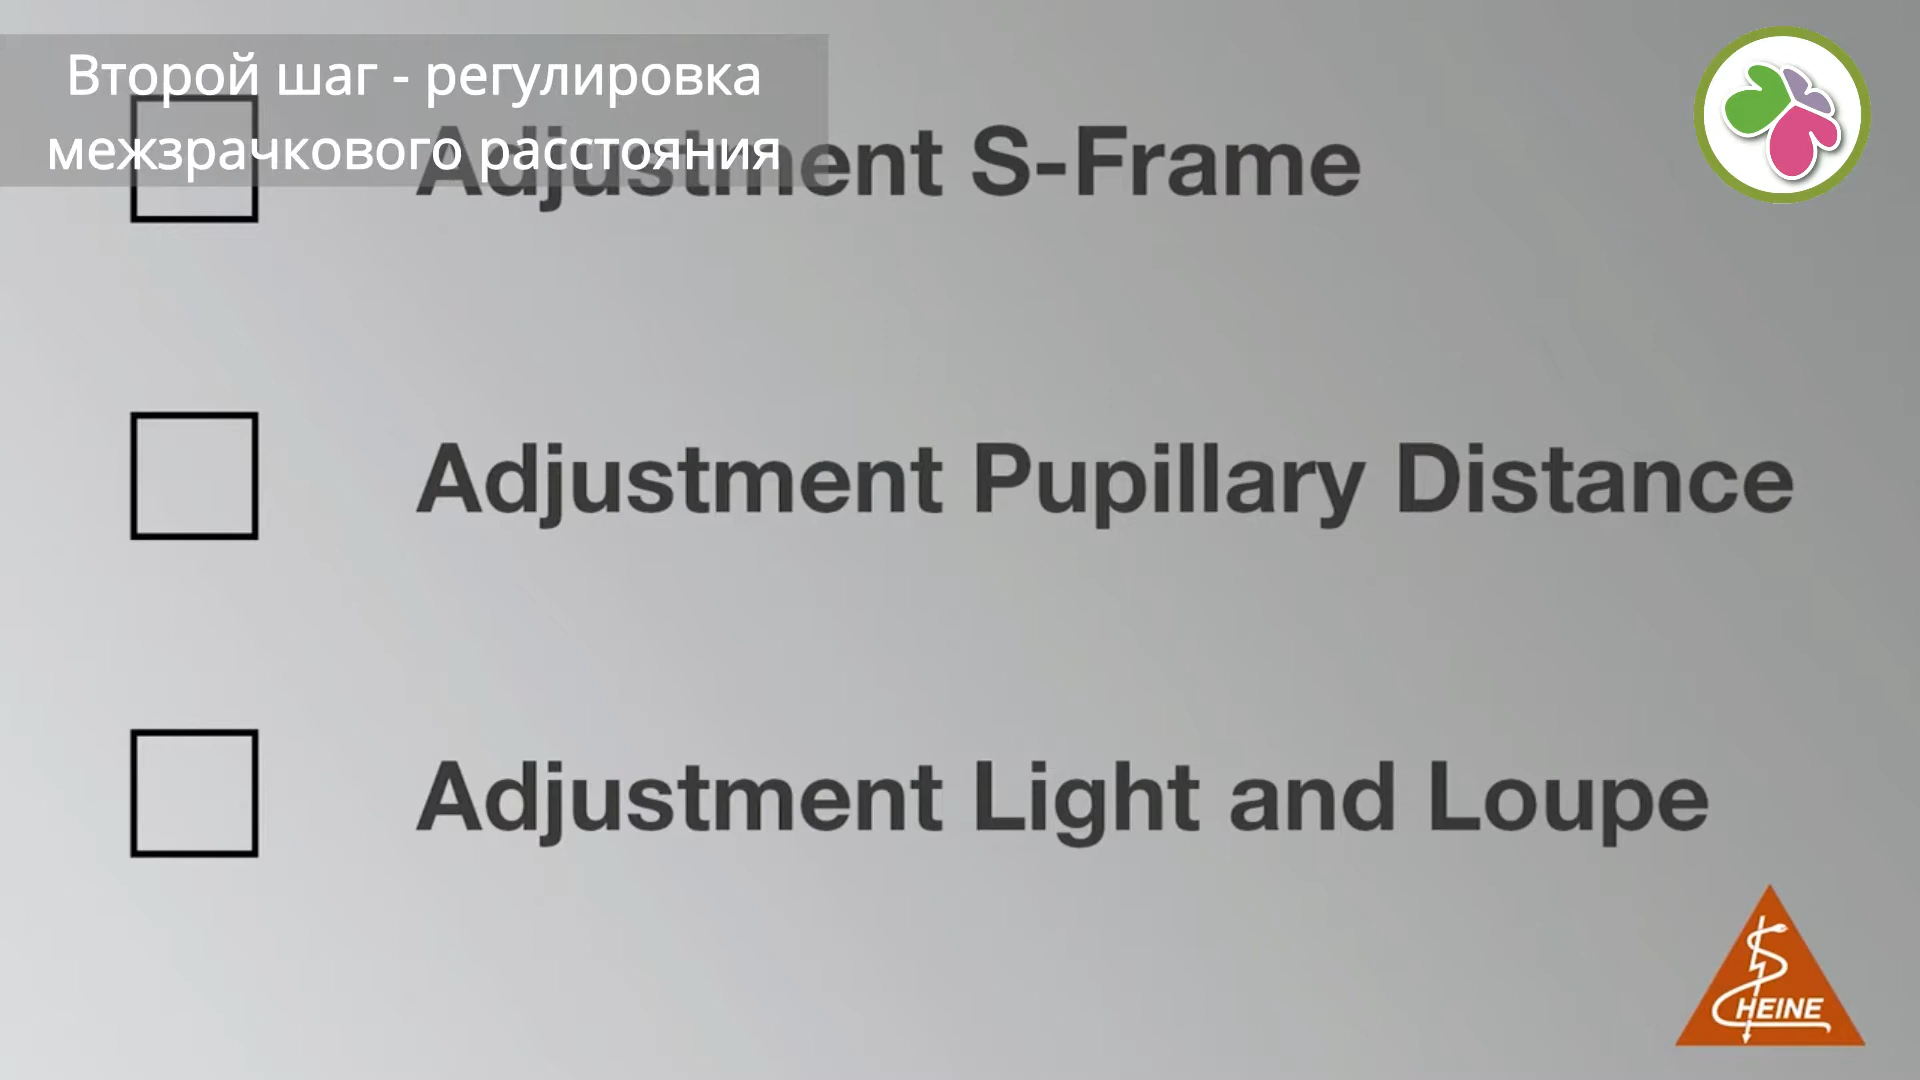 Второй шаг - регулировка
межзрачкового расстояния
Adjustment S-Frame
Adjustment Pupillary Distance
Adjustment Light and Loupe
HEINE